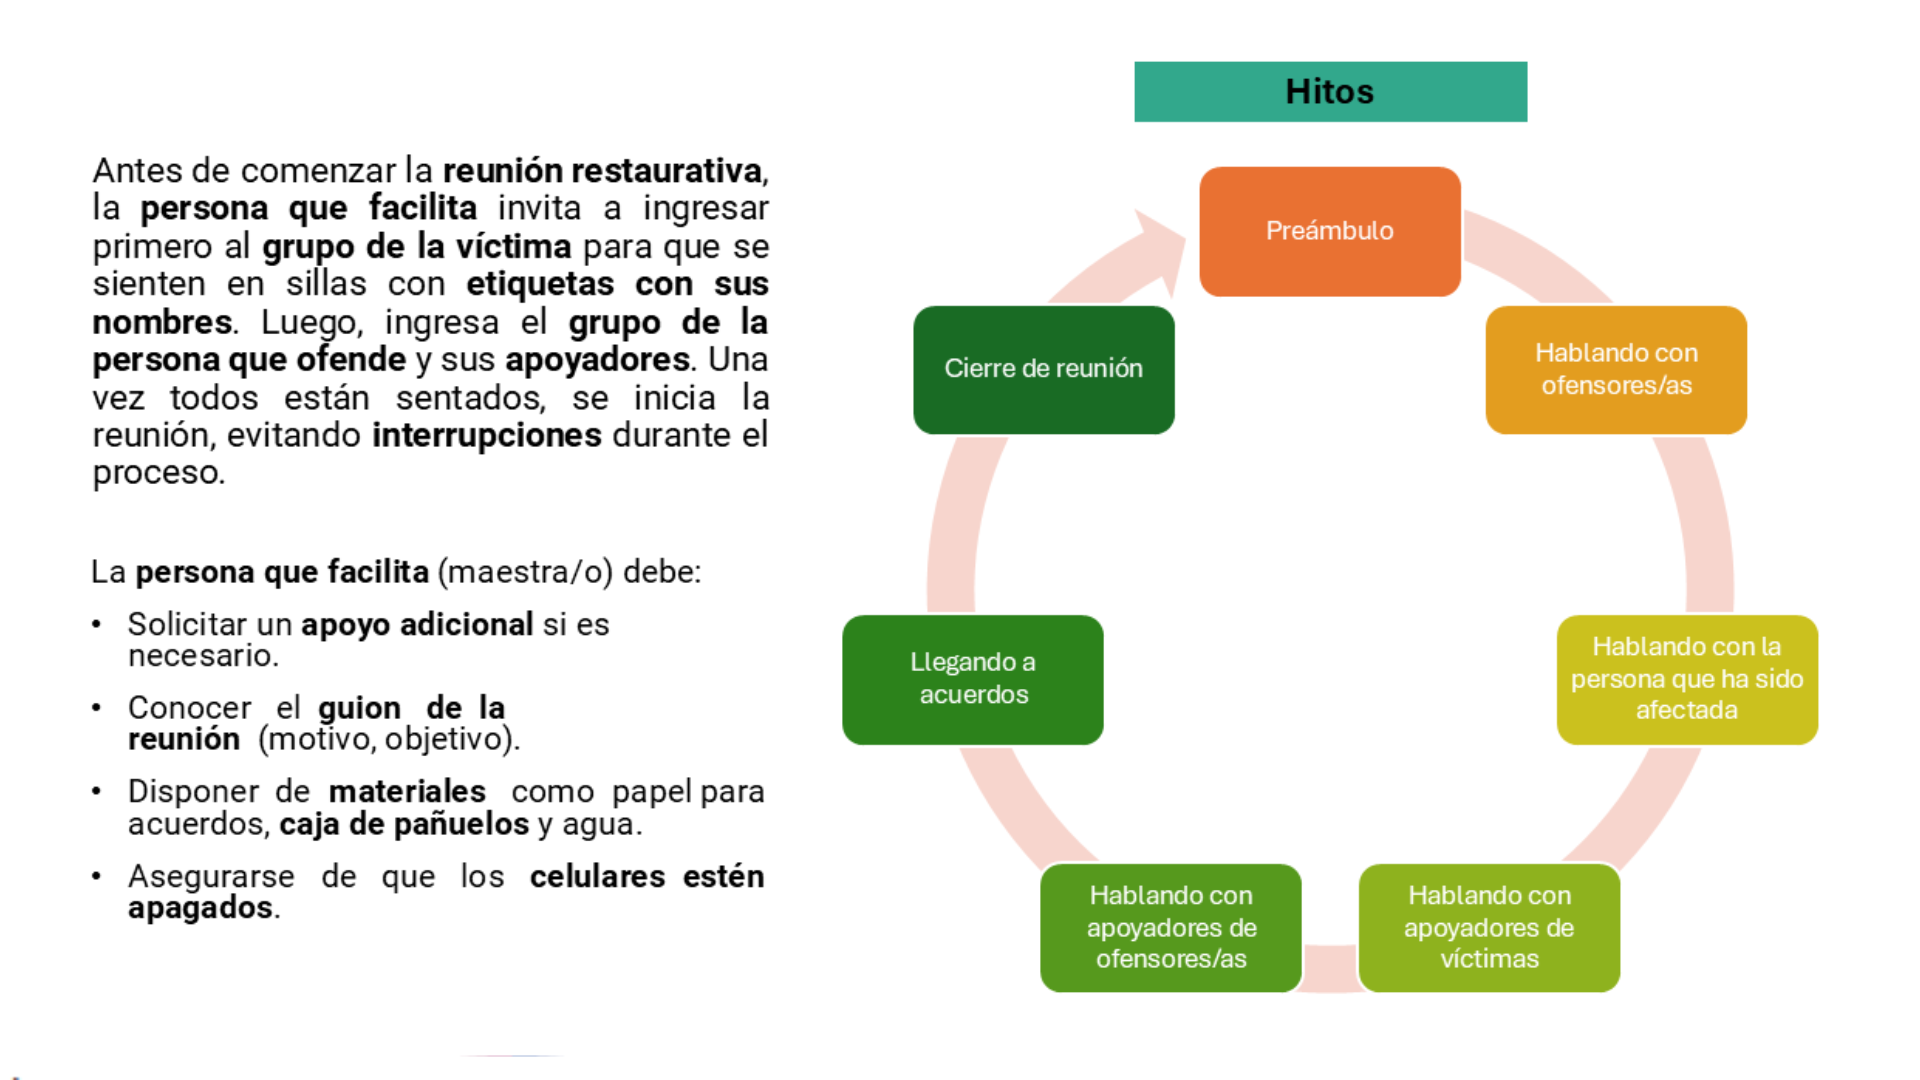 Antes de comenzar la reunión restaurativa,
la persona que facilita invita a ingresar
primero al grupo de la víctima para que se
sienten en sillas con etiquetas con sus
nombres. Luego, ingresa el grupo de la
persona que ofende y sus apoyadores. Una
vez todos están sentados, se inicia la
reunión, evitando interrupciones durante el
proceso.
La persona que facilita (maestra/o) debe:
• Solicitar un apoyo adicional si es
necesario.
• Conocer el guion de la
reunión (motivo, objetivo).
• Disponer de materiales como papel para
acuerdos, caja de pañuelos y agua.
• Asegurarse de que los celulares estén
apagados.
Hitos
Preámbulo
Hablando con
ofensores/as
Hablando con la
persona que ha sido
afectada
Hablando con
apoyadores de
víctimas
Hablando con
apoyadores de
ofensores/as
Llegando a
acuerdos
Cierre de reunión